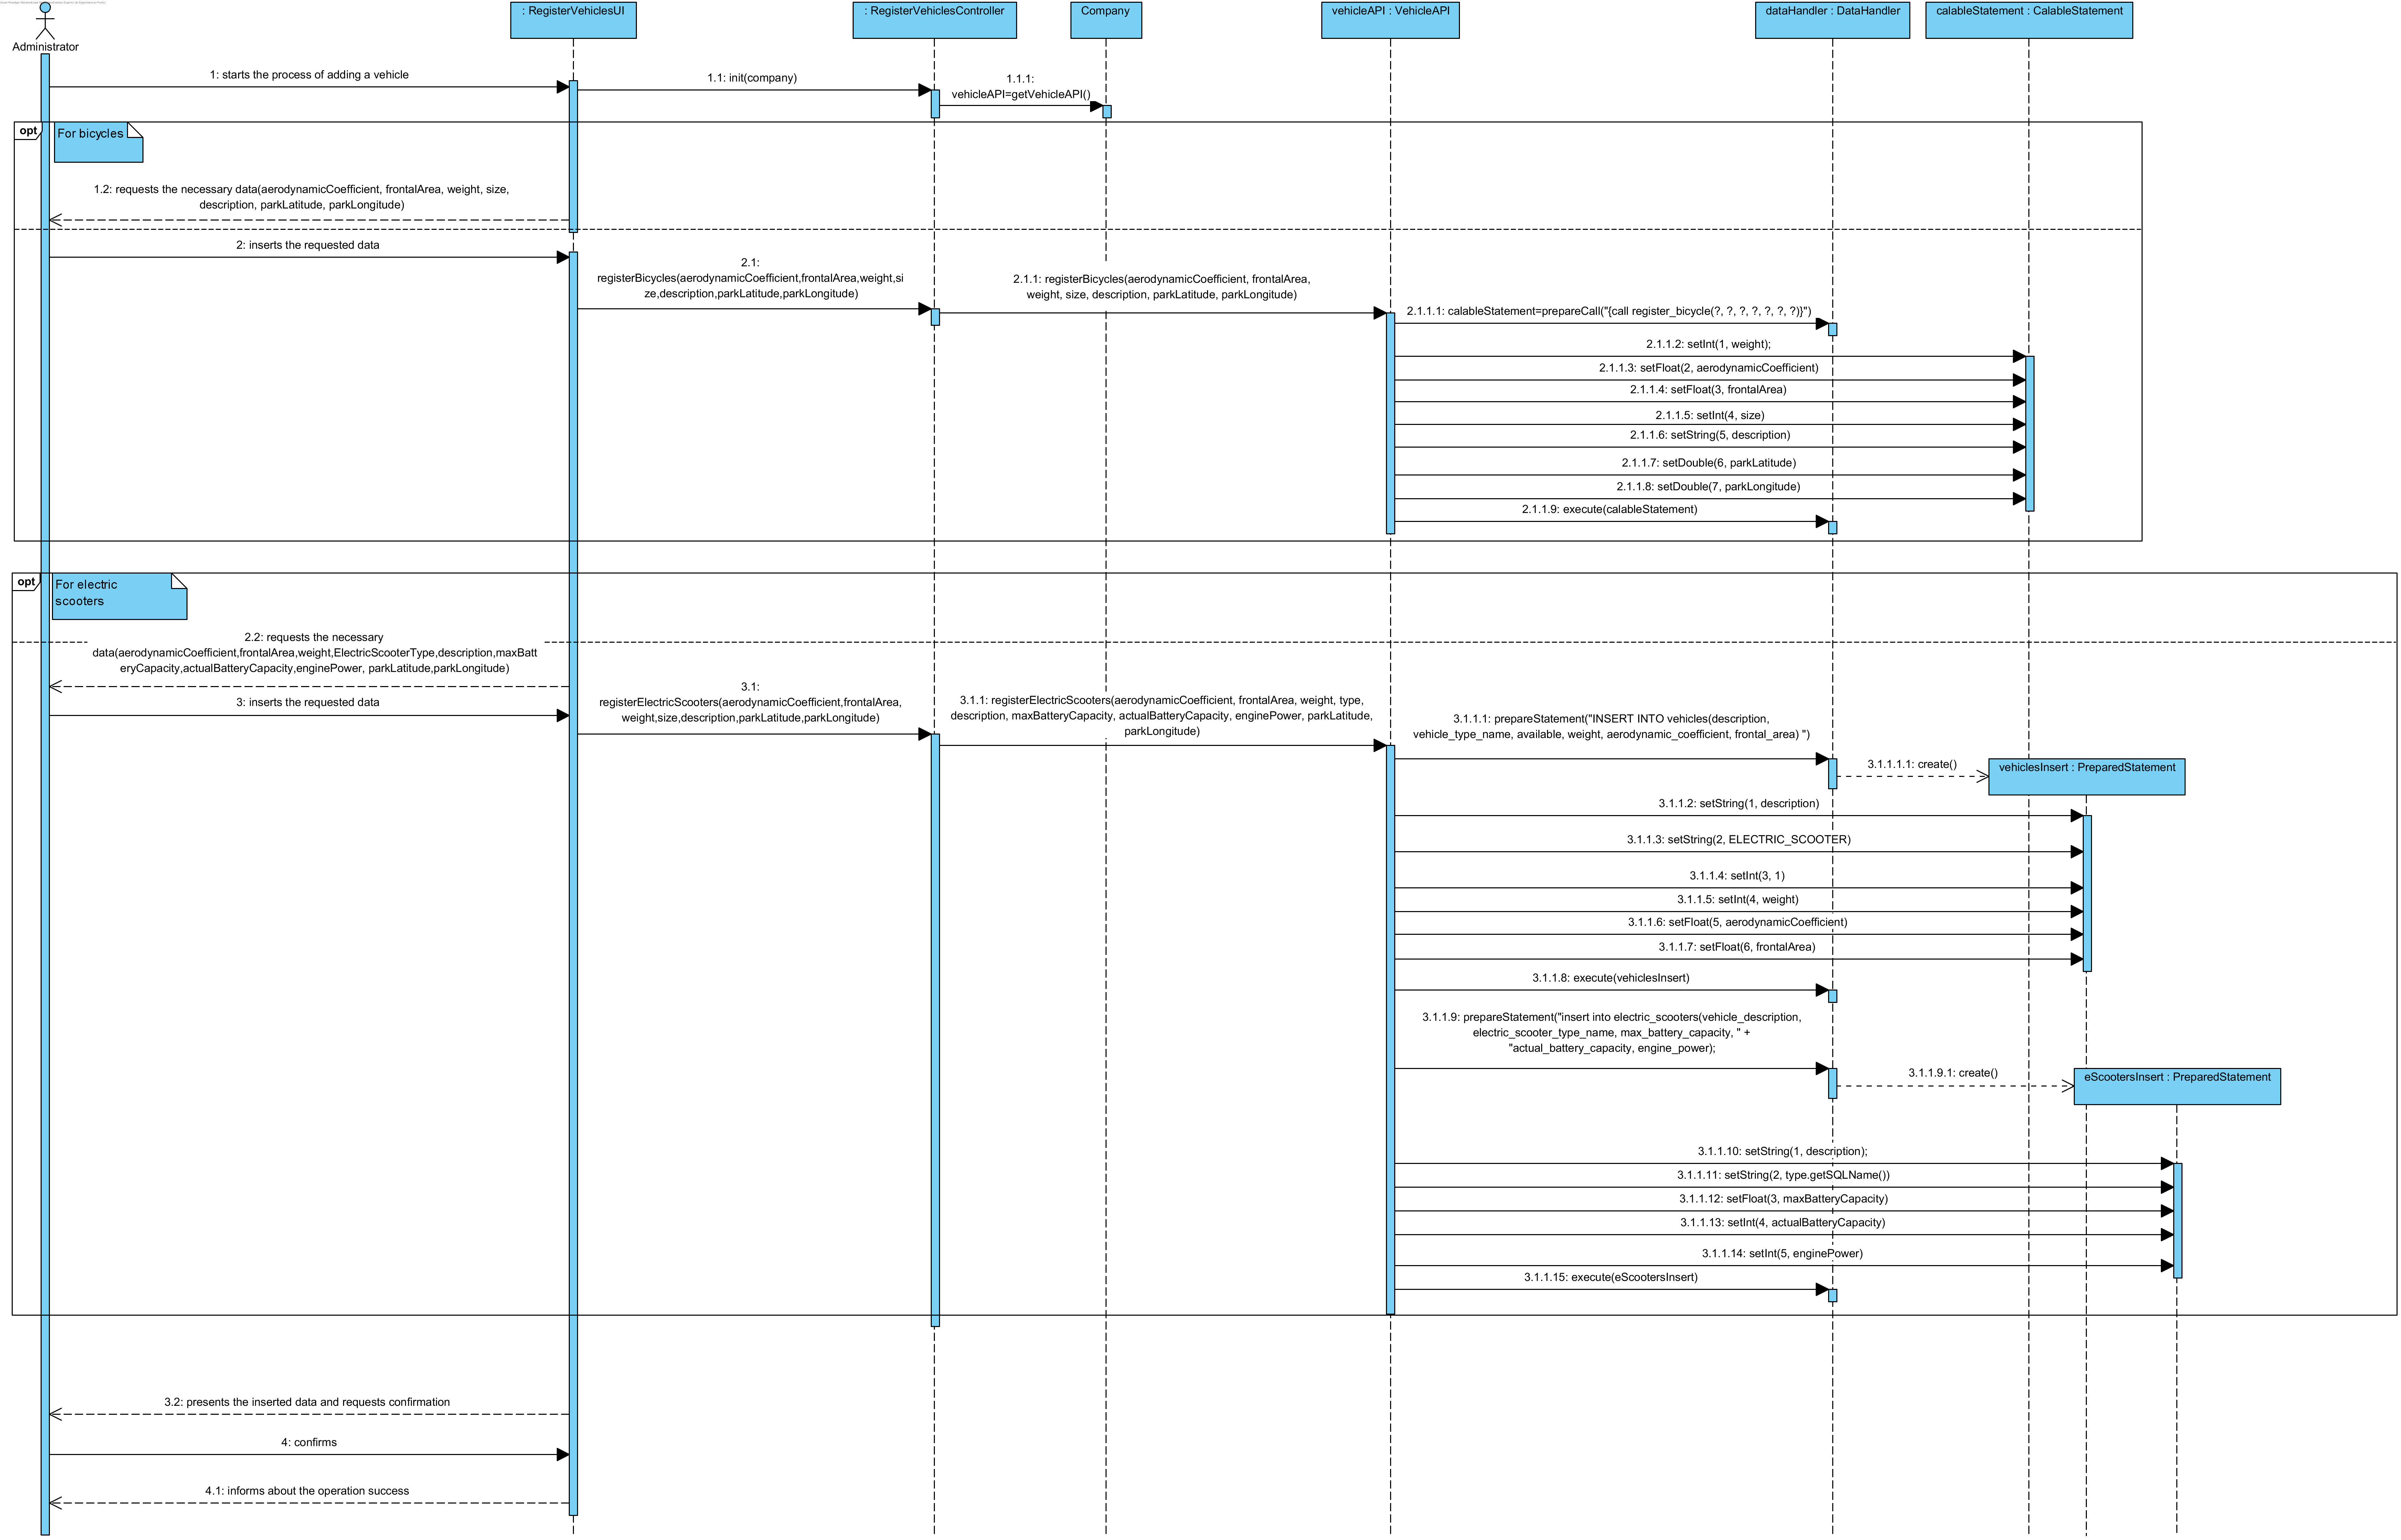 Administrator
: RegisterVehiclesUI
: RegisterVehiclesController
Company
vehicleAPI : VehicleAPI
dataHandler : DataHandler
calableStatement : CalableStatement
1: starts the process of adding a vehicle
1.1: init(company)
1.1.1:
vehicleAPI=getVehicleAPI()
opt
For bicycles
1.2: requests the necessary data(aerodynamicCoefficient, frontalArea, weight, size,
description, parkLatitude, parkLongitude)
2: inserts the requested data
2.1:
registerBicycles(aerodynamicCoefficient,frontalArea,weight,si
ze,description,parkLatitude,parkLongitude)
2.1.1: registerBicycles(aerodynamicCoefficient, frontalArea,
weight, size, description, parkLatitude, parkLongitude)
2.1.1.1: calableStatement=prepareCall("{call register_bicycle(?, ?, ?, ?, ?, ?, ?)}")
2.1.1.2: setInt(1, weight);
2.1.1.3: setFloat(2, aerodynamicCoefficient)
2.1.1.4: setFloat(3, frontalArea)
2.1.1.5: setInt(4, size)
2.1.1.6: setString(5, description)
2.1.1.7: setDouble(6, parkLatitude)
2.1.1.8: setDouble(7, parkLongitude)
2.1.1.9: execute(calableStatement)
opt
For electric
scooters
2.2: requests the necessary
data(aerodynamicCoefficient,frontalArea,weight,ElectricScooterType,description,maxBatt
eryCapacity,actualBatteryCapacity,enginePower, parkLatitude,parkLongitude)
3: inserts the requested data
3.1:
registerElectricScooters(aerodynamicCoefficient,frontalArea,
weight,size,description,parkLatitude,parkLongitude)
3.1.1: registerElectricScooters(aerodynamicCoefficient, frontalArea, weight, type,
description, maxBatteryCapacity, actualBatteryCapacity, enginePower, parkLatitude,
parkLongitude)
3.1.1.1: prepareStatement("INSERT INTO vehicles(description,
vehicle_type_name, available, weight, aerodynamic_coefficient, frontal_area) ")
3.1.1.1.1: create()
vehiclesInsert : PreparedStatement
3.1.1.2: setString(1, description)
3.1.1.3: setString(2, ELECTRIC_SCOOTER)
3.1.1.4: setInt(3, 1)
3.1.1.5: setInt(4, weight)
3.1.1.6: setFloat(5, aerodynamicCoefficient)
3.1.1.7: setFloat(6, frontalArea)
3.1.1.8: execute(vehiclesInsert)
3.1.1.9: prepareStatement("insert into electric_scooters(vehicle_description,
electric_scooter_type_name, max_battery_capacity, " +
"actual_battery_capacity, engine_power);
3.1.1.9.1: create()
eScootersInsert : PreparedStatement
3.1.1.10: setString(1, description);
3.1.1.11: setString(2, type.getSQLName())
3.1.1.12: setFloat(3, maxBatteryCapacity)
3.1.1.13: setInt(4, actualBatteryCapacity)
3.1.1.14: setInt(5, enginePower)
3.1.1.15: execute(eScootersInsert)
3.2: presents the inserted data and requests confirmation
4: confirms
4.1: informs about the operation success